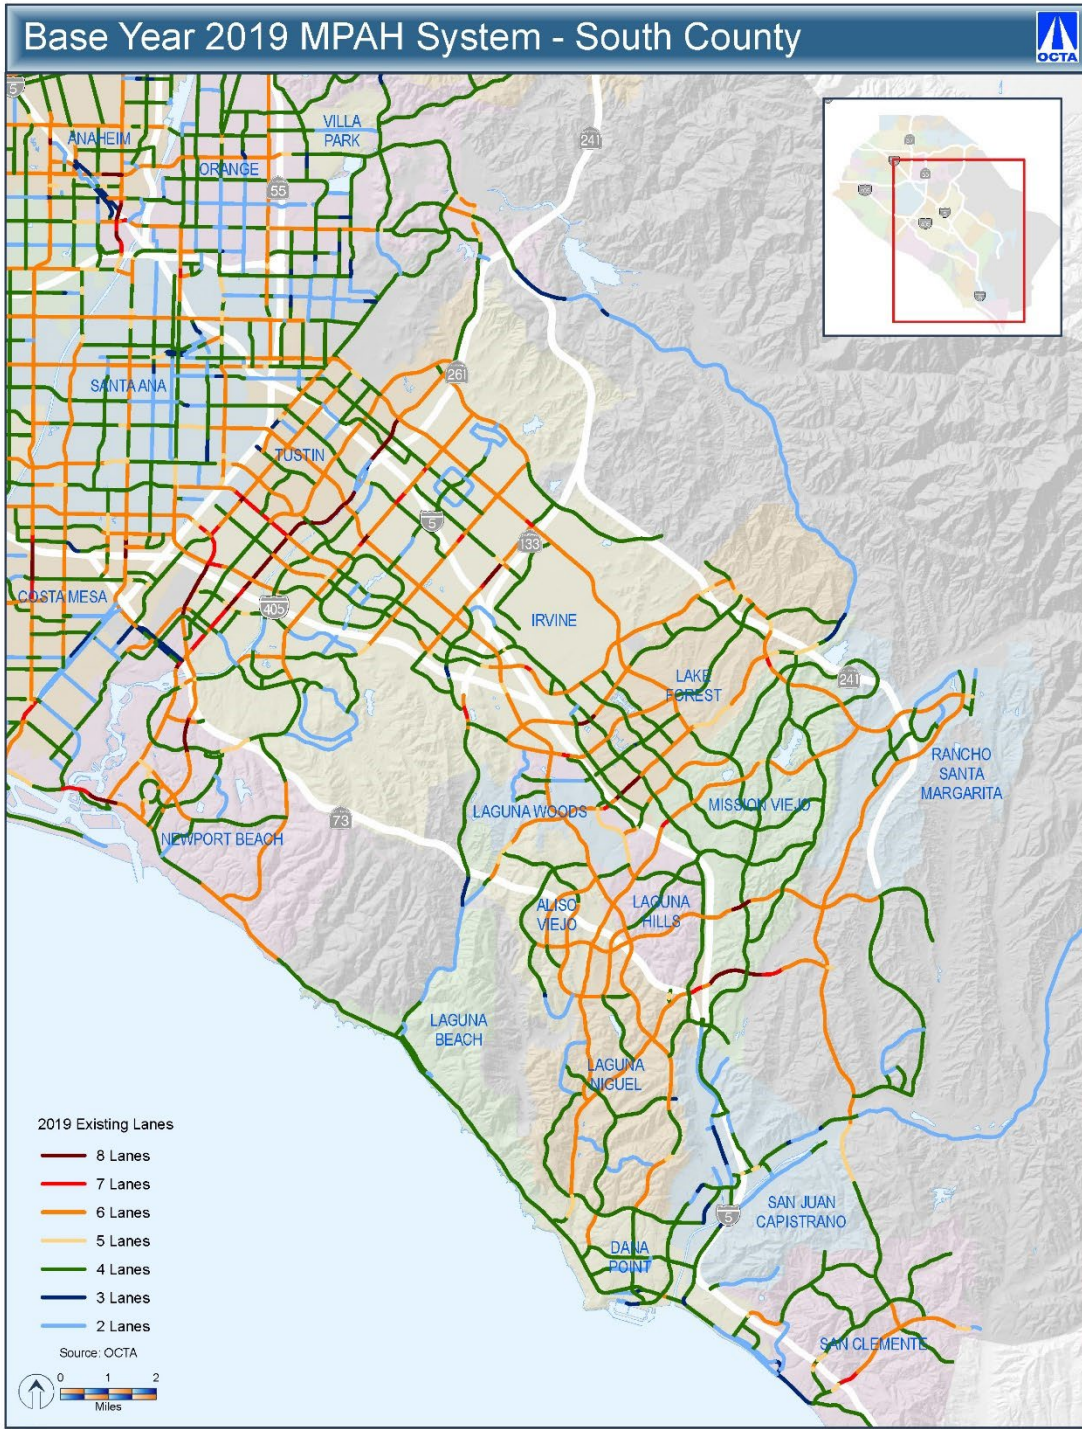 Base Year 2019 MPAH System - South County
OCTA
5
ANAHEIM
VILLA
PARK
ORANGE
241
55
SANTA ANA
261
TUSTIN
5
133
COSTA MESA
405
IRVINE
LAKE
FOREST
241
RANCHO
SANTA
MARGARITA
MISSION VIEJO
LAGUNA WOODS
NEWPORT BEACH
73
ALISO
VIEJO
LAGUNA
HILLS
LAGUNA
BEACH
LAGUNA
NIGUEL
SAN JUAN
CAPISTRANO
5
DANA
POINT
SAN CLEMENTE
2019 Existing Lanes
8 Lanes
7 Lanes
6 Lanes
5 Lanes
4 Lanes
3 Lanes
2 Lanes
Source: OCTA
0 1 2
Miles